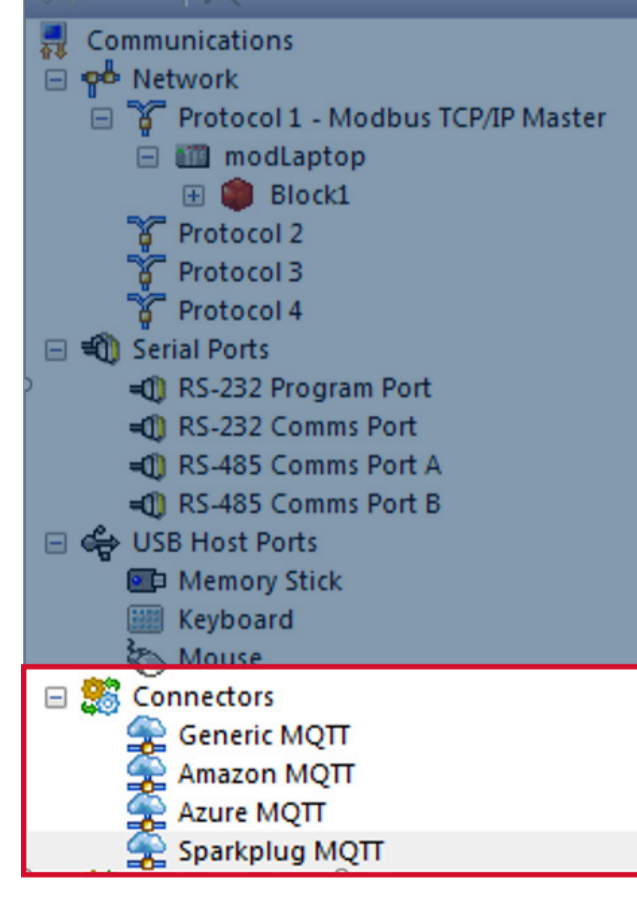 Communications
Network
Protocol 1 - Modbus TCP/IP Master
modLaptop
Block1
Protocol 2
Protocol 3
Protocol 4
Serial Ports
RS-232 Program Port
RS-232 Comms Port
RS-485 Comms Port A
RS-485 Comms Port B
USB Host Ports
Memory Stick
Keyboard
Mouse
Connectors
Generic MQTT
Amazon MQTT
Azure MQTT
Sparkplug MQTT